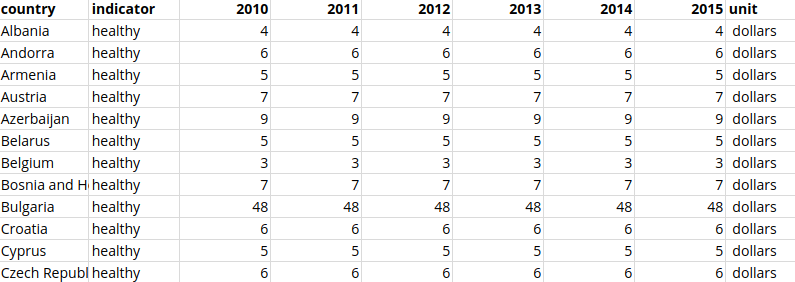 country indicator 2010 2011 2012 2013 2014 2015 unit
Albania healthy 4 4 4 4 4 4 dollars
Andorra healthy 6 6 6 6 6 6 dollars
Armenia healthy 5 5 5 5 5 5 dollars
Austria healthy 7 7 7 7 7 7 dollars
Azerbaijan healthy 9 9 9 9 9 9 dollars
Belarus healthy 5 5 5 5 5 5 dollars
Belgium healthy 3 3 3 3 3 3 dollars
Bosnia and H healthy 7 7 7 7 7 7 dollars
Bulgaria healthy 48 48 48 48 48 48 dollars
Croatia healthy 6 6 6 6 6 6 dollars
Cyprus healthy 5 5 5 5 5 5 dollars
Czech Republ healthy 6 6 6 6 6 6 dollars